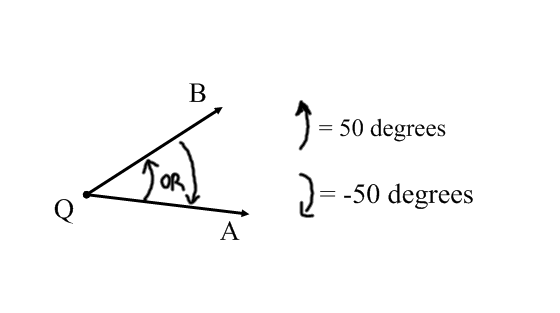 B
= 50 degrees
OR
= -50 degrees
Q
A